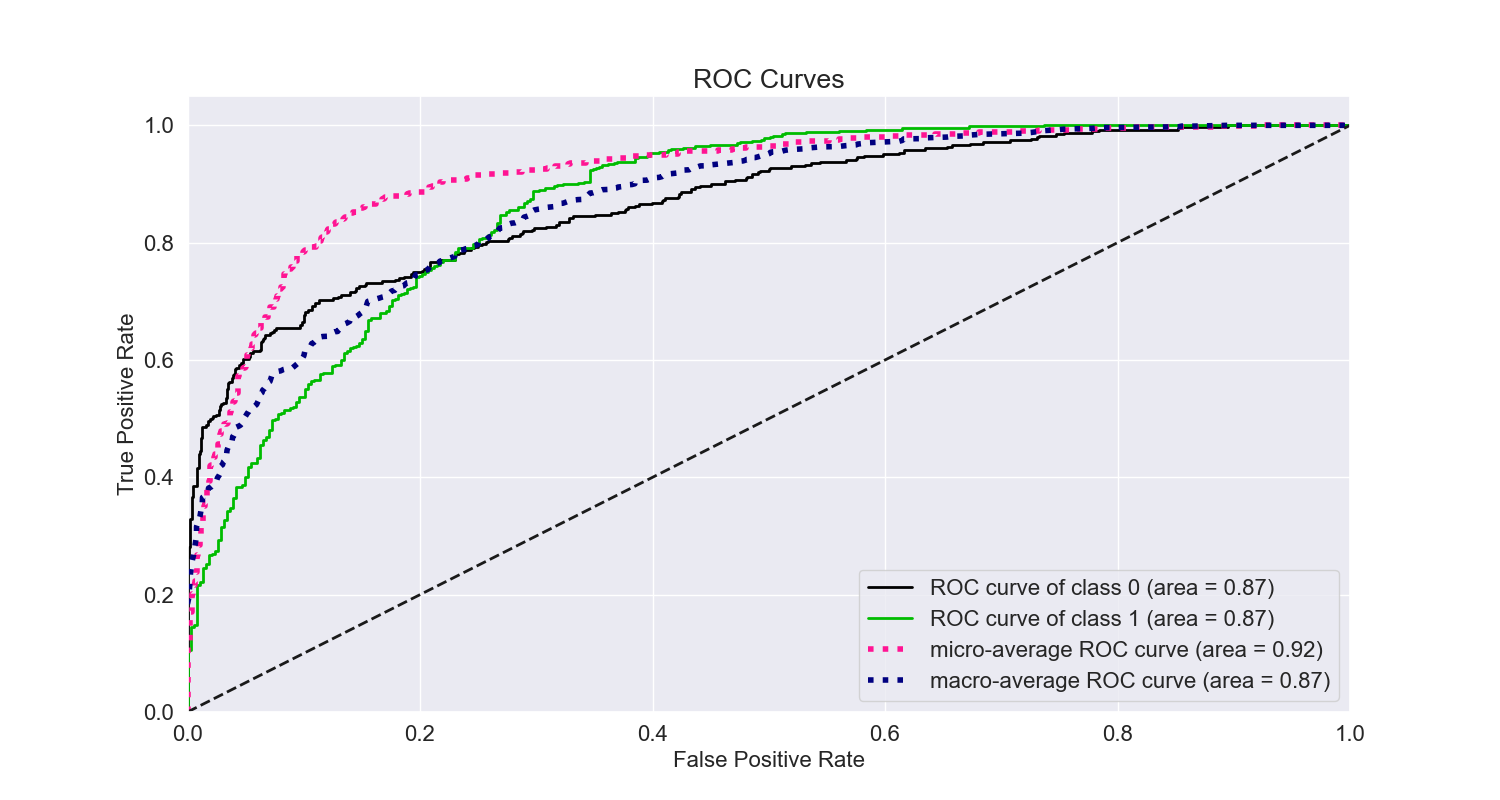 ROC Curves
1.0
0.8
0.6
0.4
0.2
0.0
True Positive Rate
0.0 0.2 0.4 0.6 0.8 1.0
False Positive Rate
ROC curve of class 0 (area = 0.87)
ROC curve of class 1 (area = 0.87)
micro-average ROC curve (area = 0.92)
macro-average ROC curve (area = 0.87)